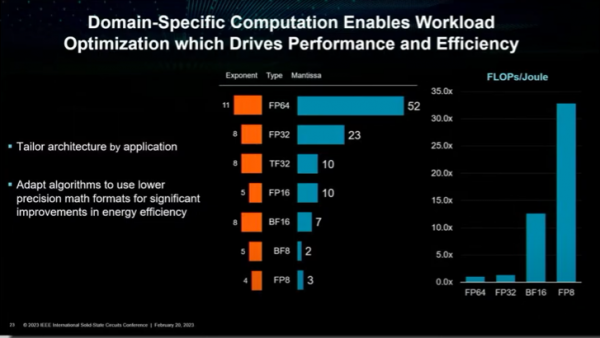 Domain-Specific Computation Enables Workload
Optimization which Drives Performance and Efficiency
▪ Tailor architecture by application
▪ Adapt algorithms to use lower
precision math formats for significant
improvements in energy efficiency
Exponent Type Mantissa
11 FP64 52
8 FP32 23
8 TF32 10
5 FP16 10
8 BF16 7
5 BF8 2
4 FP8 3
FLOPs/Joule
35.0x
30.0x
25.0x
20.0x
15.0x
10.0x
5.0x
0.0x
FP64 FP32 BF16 FP8
23 © 2023 IEEE International Solid-State Circuits Conference | February 20, 2023